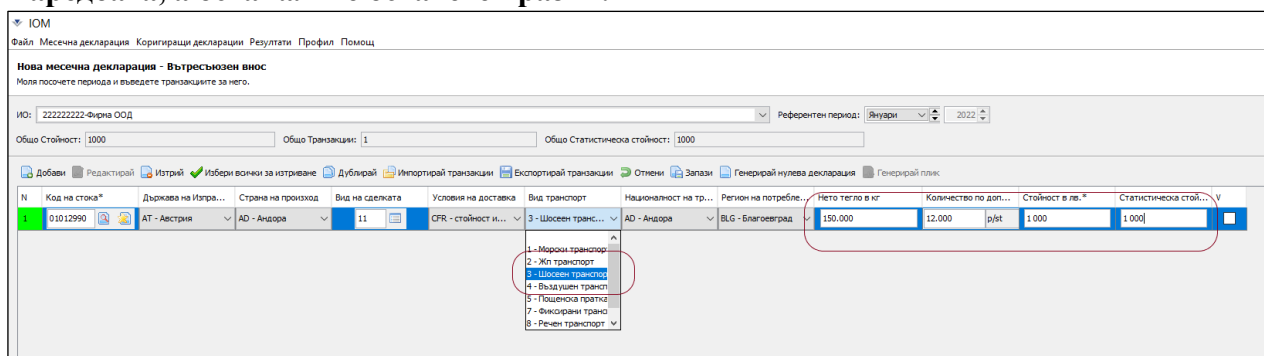 IOM
Файл Месечна декларация Коригиращи декларации Резултати Профил Помощ
Нова месечна декларация - Вътресъюзен внос
Моля посочете периода и въведете транзакциите за него.
ИО: 222222222-Фирма ООД Референтен период: Януари 2022
Общо Стойност: 1000 Общо Транзакции: 1 Общо Статистическа стойност: 1000
Добави Редактирай Изтрий Избери всички за изтриване Дублирай Импортирай транзакции Експортирай транзакции Отмени Запази Генерирай нулева декларация Генерирай плик
N Код на стока* Държава на Изпра... Страна на произход Вид на сделката Условия на доставка Вид транспорт Националност на тр... Регион на потребле... Нето тегло в кг Количество по доп... Стойност в лв.* Статистическа стой... V
1 01012990 AT - Австрия AD - Андора 11 CFR - стойност и... 3 - Шосеен транс... AD - Андора BLG - Благоевград 150.000 12.000 p/st 1 000 1 000
1 - Морски транспорт
2 - Жп транспорт
3 - Шосеен транспор
4 - Въздушен трансп
5 - Пощенска пратка
7 - Фиксирани транс
8 - Речен транспорт